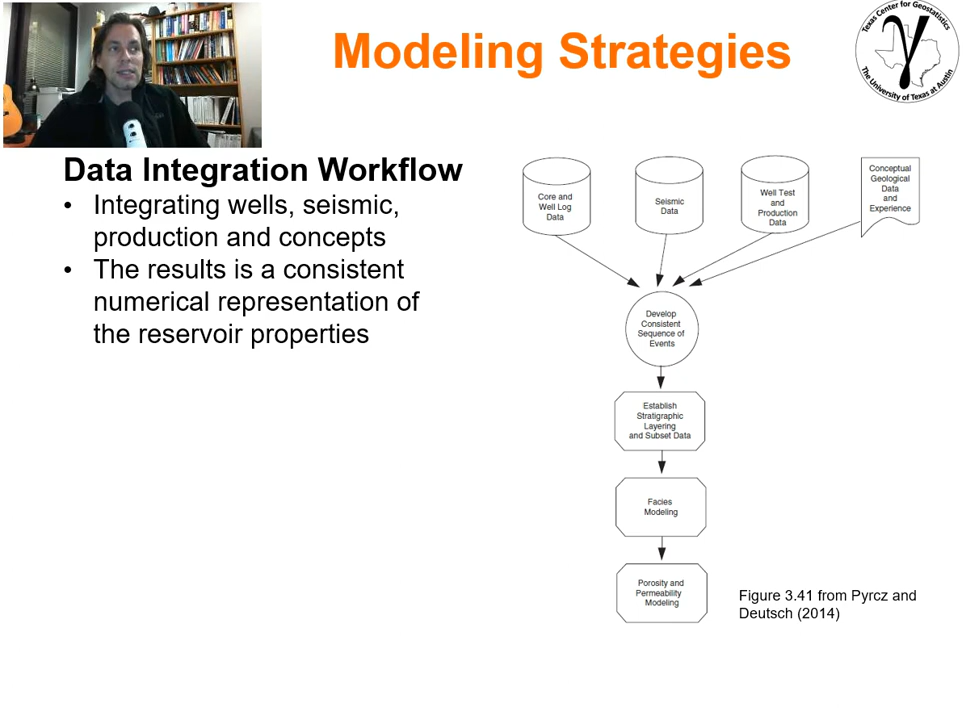 Modeling Strategies
Texas Center for Geostatistics
The University of Texas at Austin
γ
Data Integration Workflow
• Integrating wells, seismic,
production and concepts
• The results is a consistent
numerical representation of
the reservoir properties
Core and
Well Log
Data
Seismic
Data
Well Test
and
Production
Data
Conceptual
Geological
Data
and
Experience
Develop
Consistent
Sequence of
Events
Establish
Stratigraphic
Layering
and Subset Data
Facies
Modeling
Porosity and
Permeability
Modeling
Figure 3.41 from Pyrcz and
Deutsch (2014)